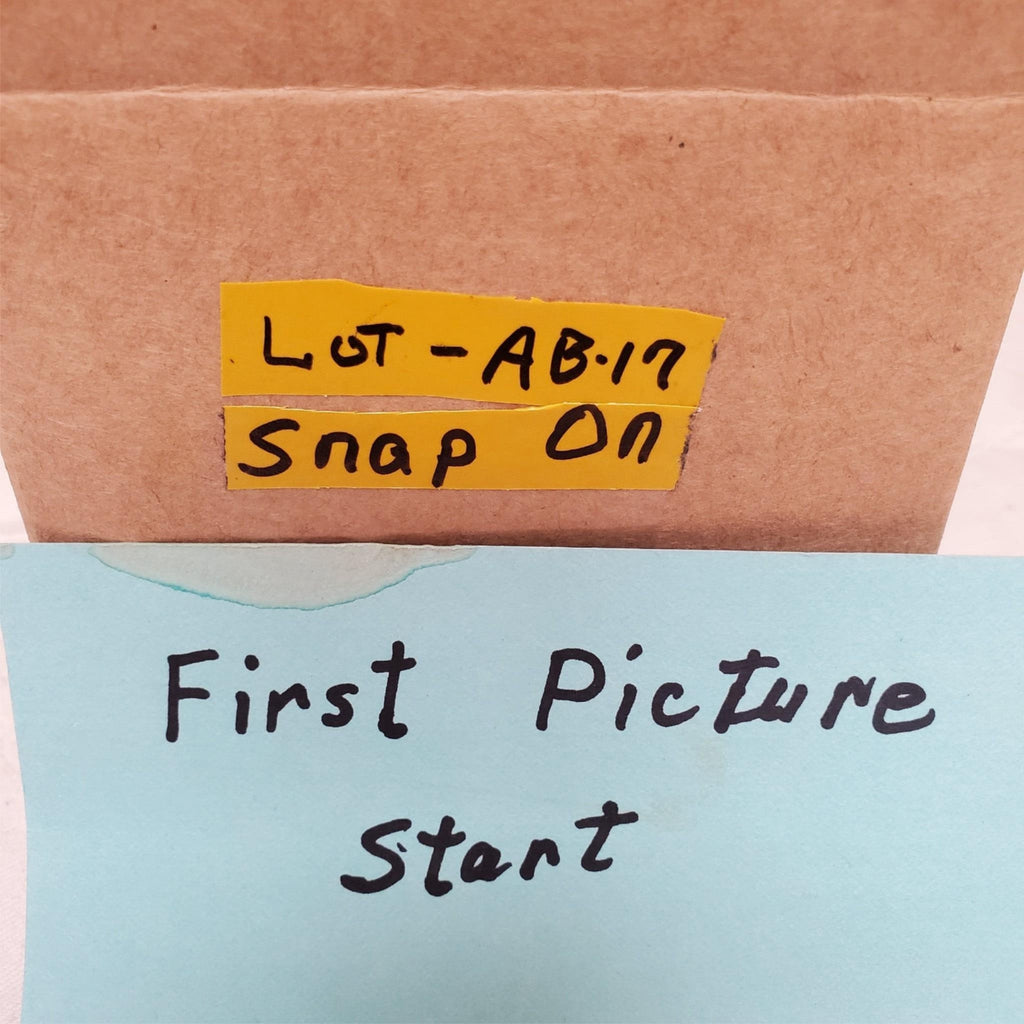 LOT - AB.17
Snap On
First Picture
Start